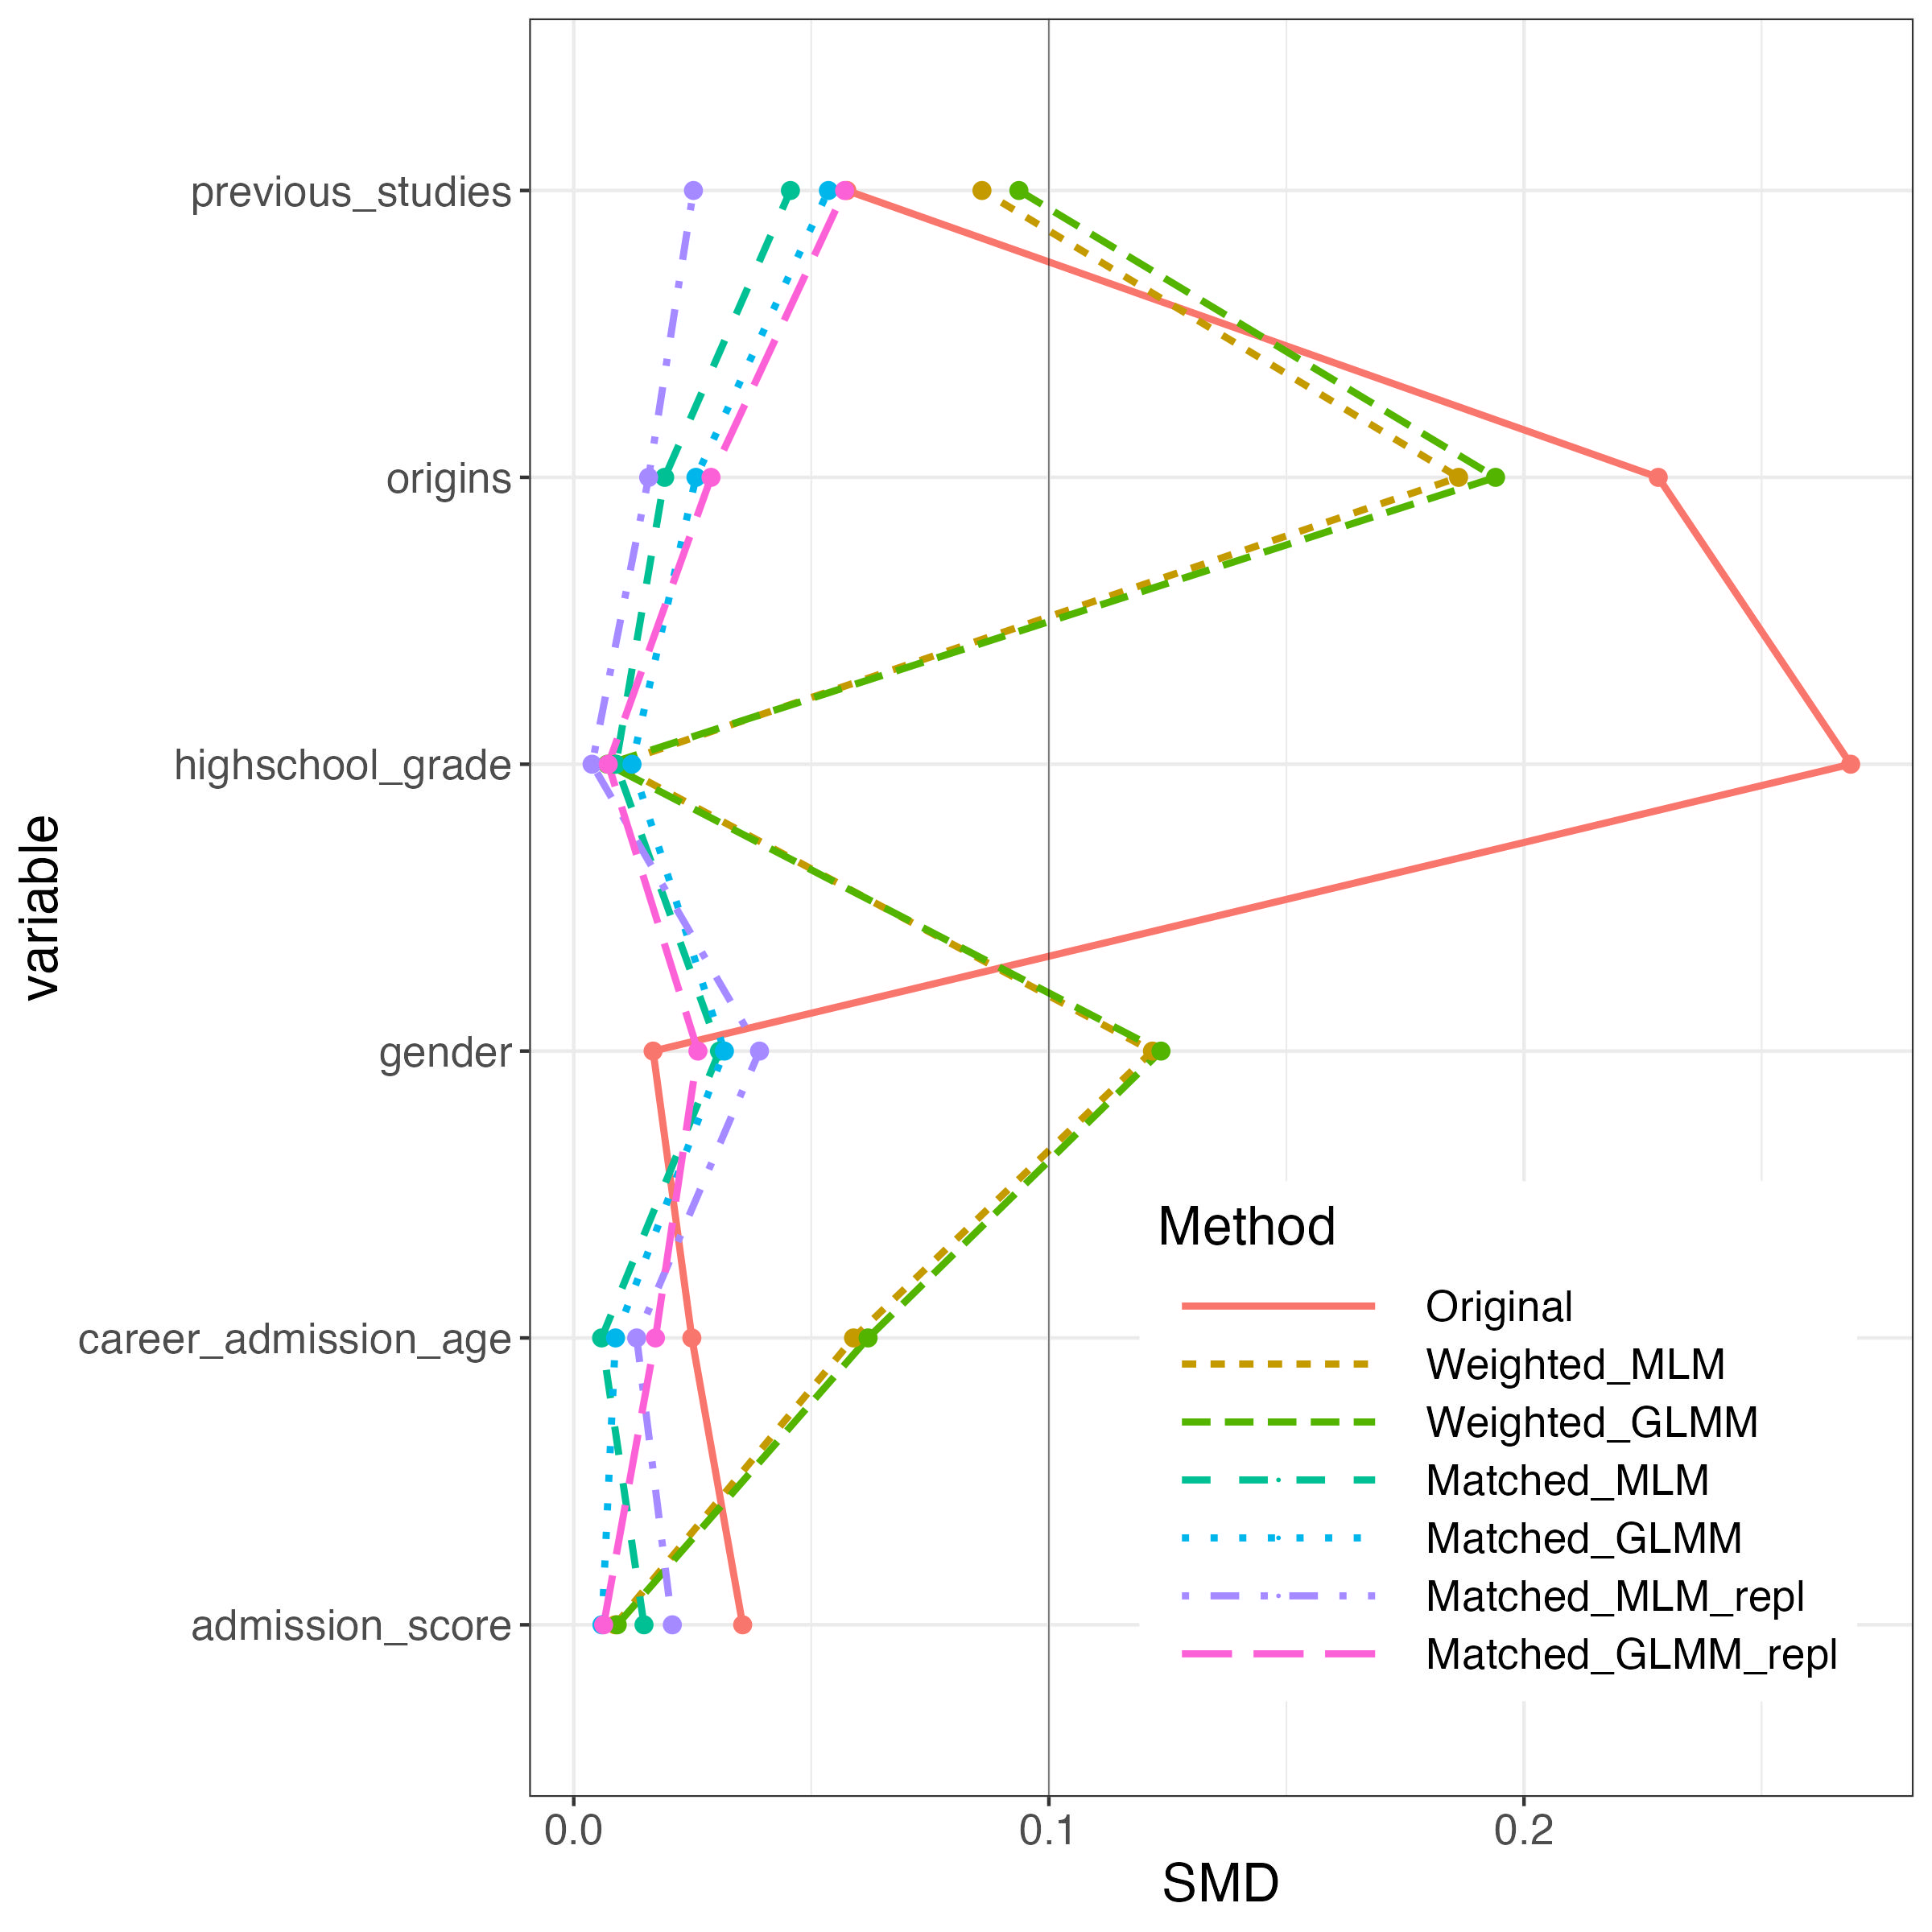 previous_studies
origins
highschool_grade
gender
career_admission_age
admission_score
variable
0.0
0.1
0.2
SMD
Method
Original
Weighted_MLM
Weighted_GLMM
Matched_MLM
Matched_GLMM
Matched_MLM_repl
Matched_GLMM_repl